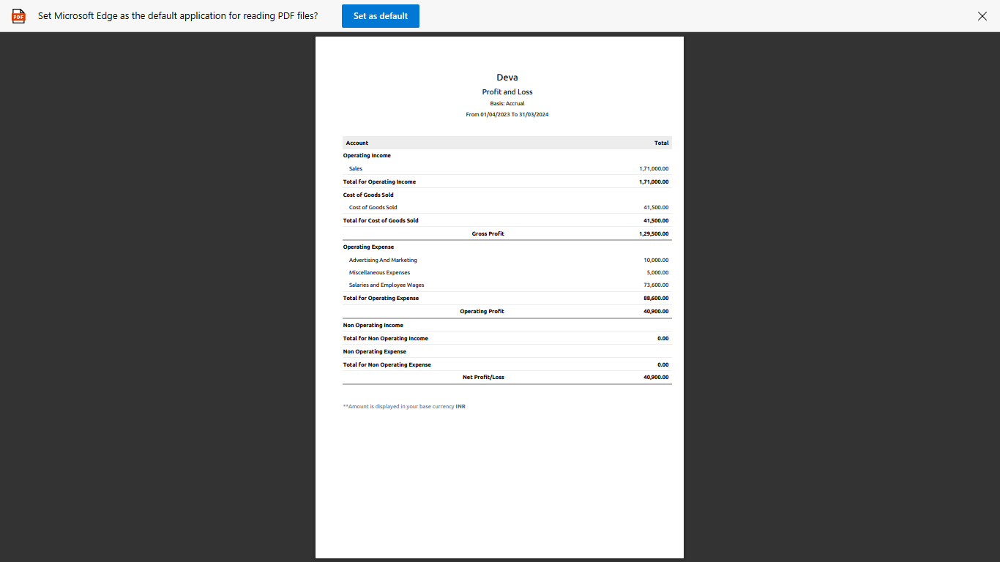 PDF
Set Microsoft Edge as the default application for reading PDF files?
Set as default
Deva
Profit and Loss
Basis: Accrual
From 01/04/2023 To 31/03/2024
Account Total
Operating Income
Sales 1,71,000.00
Total for Operating Income 1,71,000.00
Cost of Goods Sold
Cost of Goods Sold 41,500.00
Total for Cost of Goods Sold 41,500.00
Gross Profit 1,29,500.00
Operating Expense
Advertising And Marketing 10,000.00
Miscellaneous Expenses 5,000.00
Salaries and Employee Wages 73,600.00
Total for Operating Expense 88,600.00
Operating Profit 40,900.00
Non Operating Income
Total for Non Operating Income 0.00
Non Operating Expense
Total for Non Operating Expense 0.00
Net Profit/Loss 40,900.00
**Amount is displayed in your base currency INR